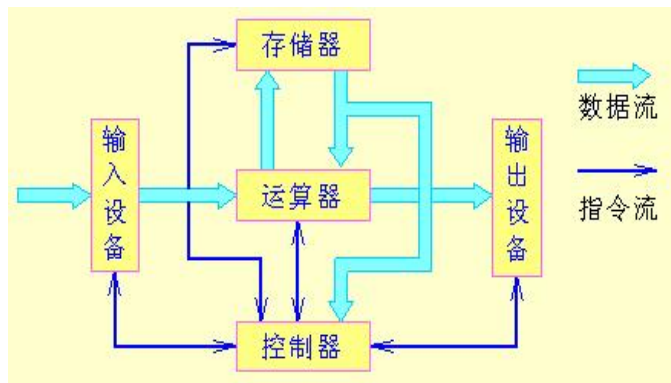 存储器
输入设备
运算器
输出设备
控制器
数据流
指令流